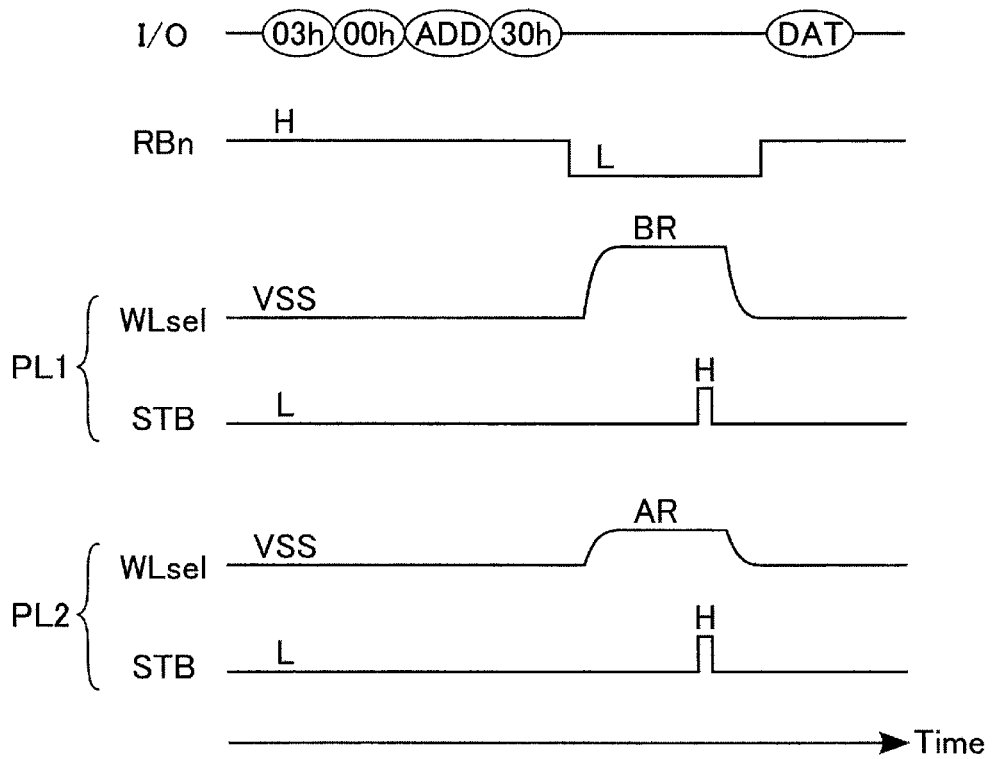 I/O 03h 00h ADD 30h DAT
RBn H L
BR
PL1 WLsel VSS
H
STB L
AR
PL2 WLsel VSS
H
STB L
Time